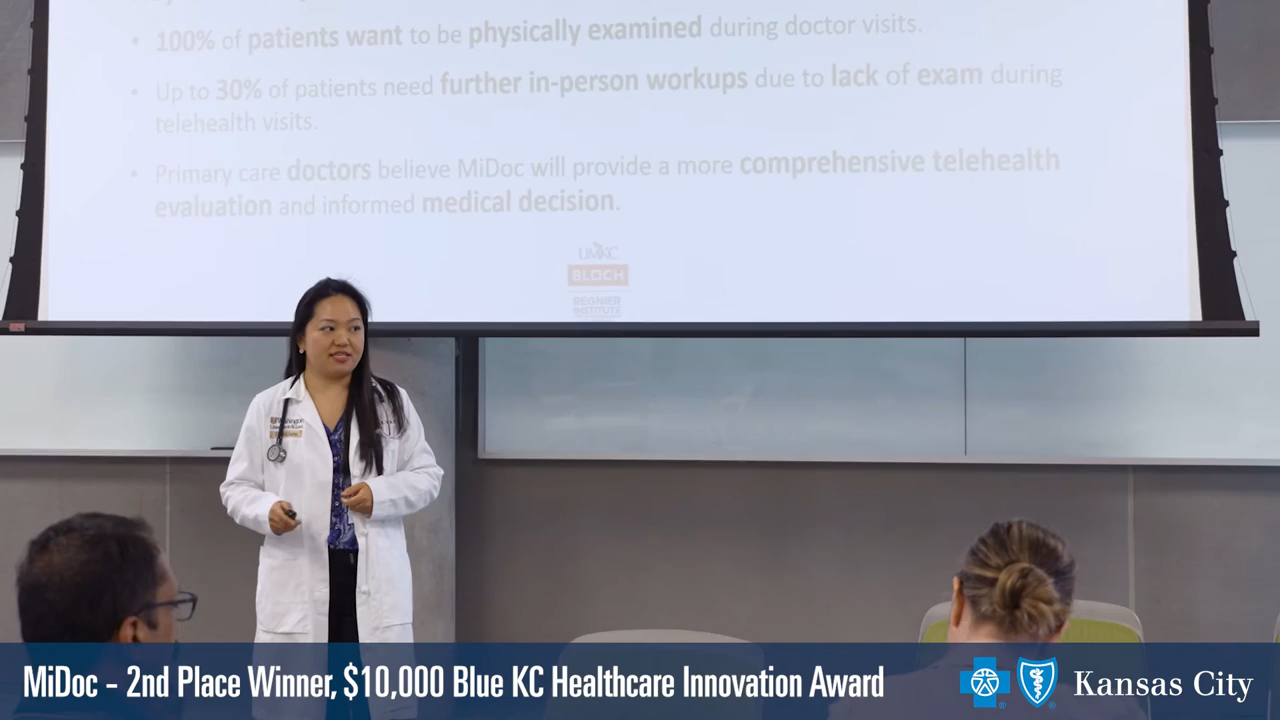 • 100% of patients want to be physically examined during doctor visits.
• Up to 30% of patients need further in-person workups due to lack of exam during
telehealth visits.
• Primary care doctors believe MiDoc will provide a more comprehensive telehealth
evaluation and informed medical decision.
UMKC
BLOCH
REGNIER
INSTITUTE
Washington
MiDoc – 2nd Place Winner, $10,000 Blue KC Healthcare Innovation Award
Kansas City